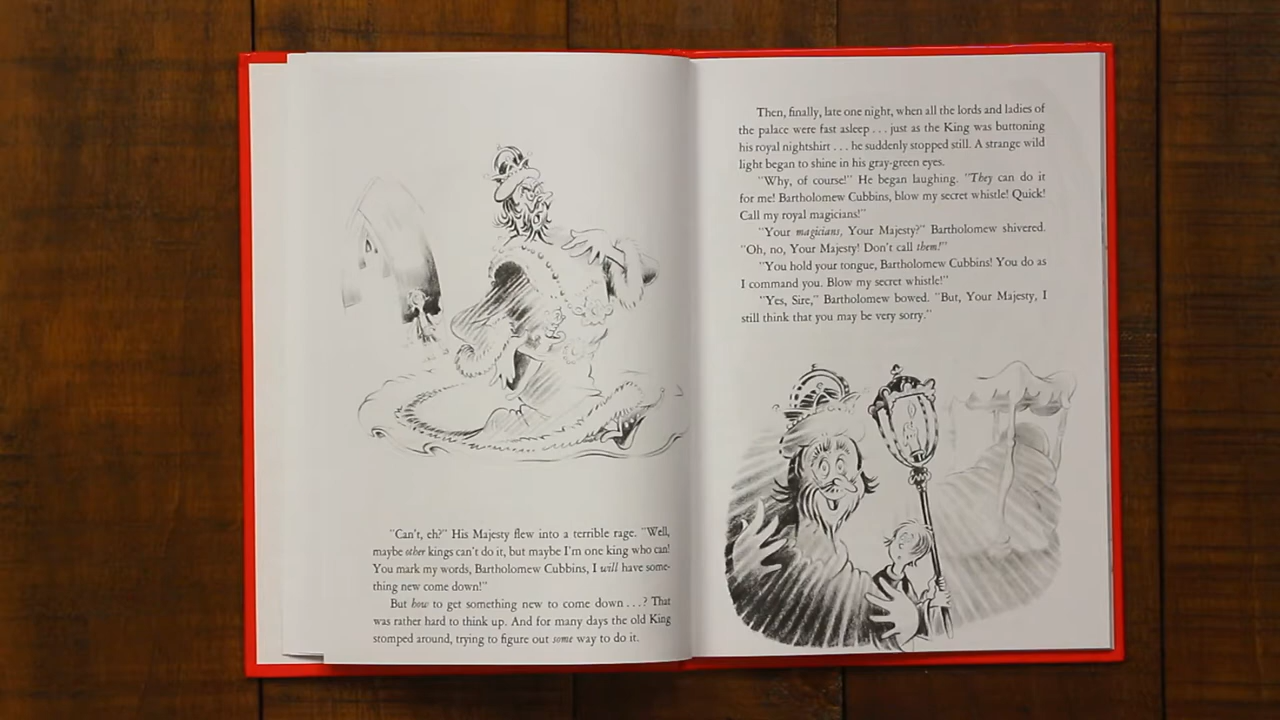 "Can't, eh?" His Majesty flew into a terrible rage. "Well,
maybe other kings can't do it, but maybe I'm one king who can!
You mark my words, Bartholomew Cubbins, I will have some-
thing new come down!"
But how to get something new to come down . . . ? That
was rather hard to think up. And for many days the old King
stomped around, trying to figure out some way to do it.
Then, finally, late one night, when all the lords and ladies of
the palace were fast asleep . . . just as the King was buttoning
his royal nightshirt . . . he suddenly stopped still. A strange wild
light began to shine in his gray-green eyes.
"Why, of course!" He began laughing. "They can do it
for me! Bartholomew Cubbins, blow my secret whistle! Quick!
Call my royal magicians!"
"Your magicians, Your Majesty?" Bartholomew shivered.
"Oh, no, Your Majesty! Don't call them!"
"You hold your tongue, Bartholomew Cubbins! You do as
I command you. Blow my secret whistle!"
"Yes, Sire," Bartholomew bowed. "But, Your Majesty, I
still think that you may be very sorry."